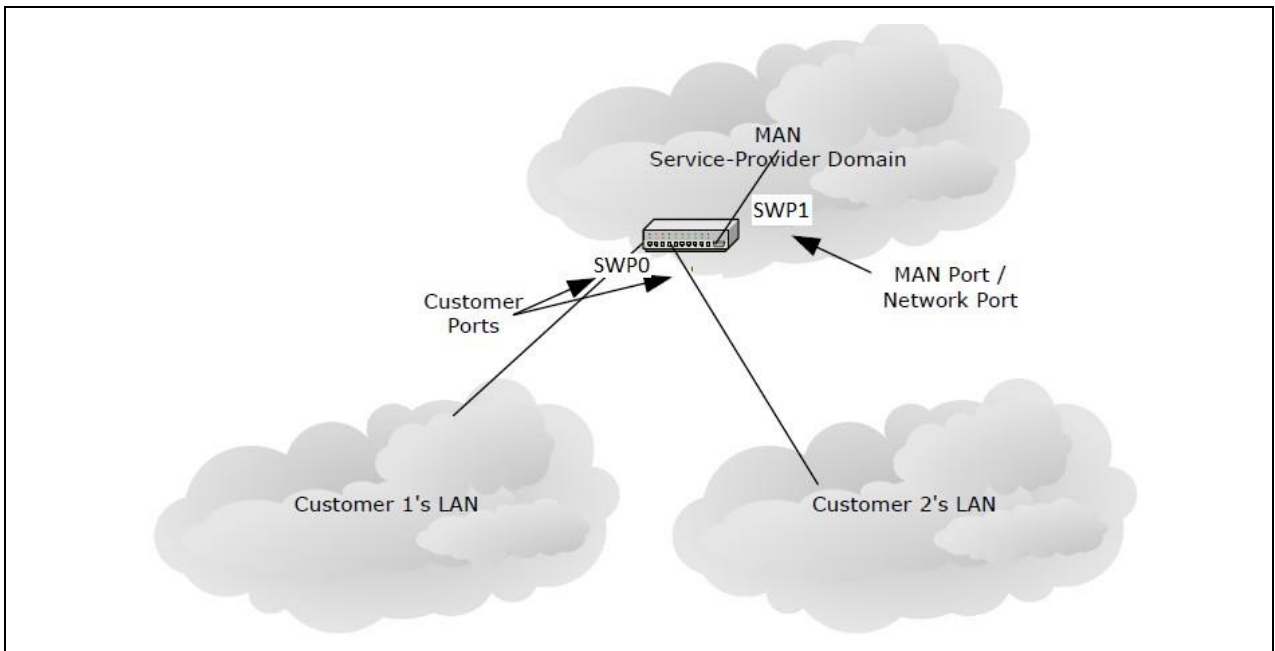 MAN
Service-Provider Domain
SWP1
SWP0
MAN Port /
Network Port
Customer
Ports
Customer 1's LAN
Customer 2's LAN